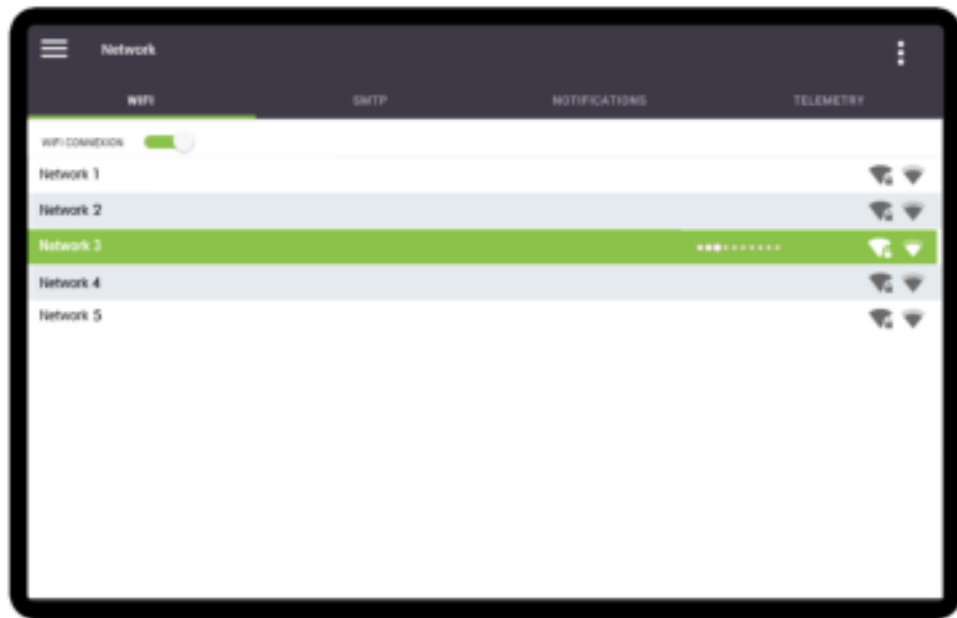 Network
WIFI SMTP NOTIFICATIONS TELEMETRY
WIFI CONNEXION
Network 1
Network 2
Network 3
Network 4
Network 5